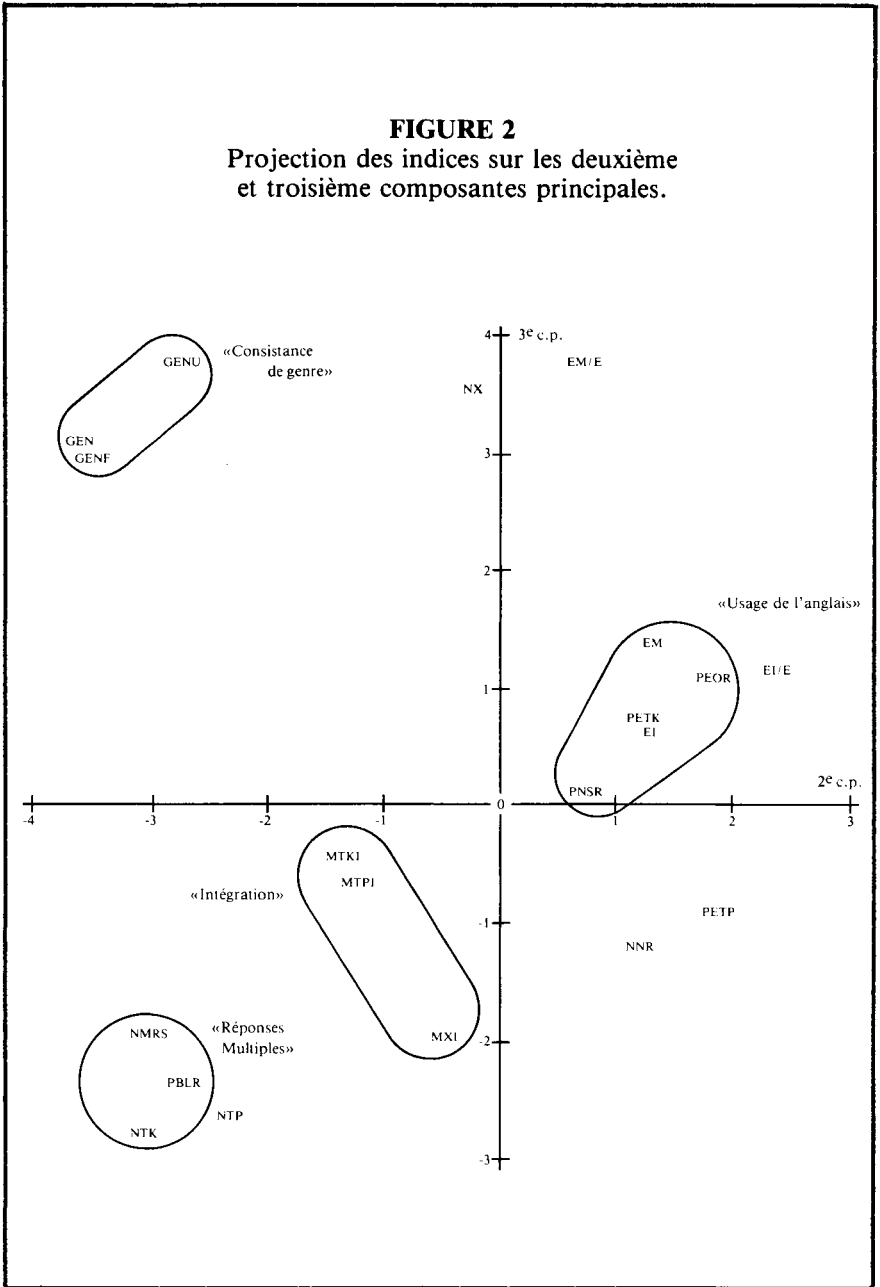 FIGURE 2
Projection des indices sur les deuxième
et troisième composantes principales.
4
3e c.p.
«Consistance
de genre»
GENU
EM/E
NX
GEN
GENF
3
2
«Usage de l'anglais»
EM
PEOR
EI/E
1
PETK
EI
PNSR
2e c.p.
-4
-3
-2
-1
0
1
2
3
MTKI
MTPI
«Intégration»
PETP
-1
NNR
NMRS
«Réponses
Multiples»
MXI
-2
PBLR
NTP
NTK
-3